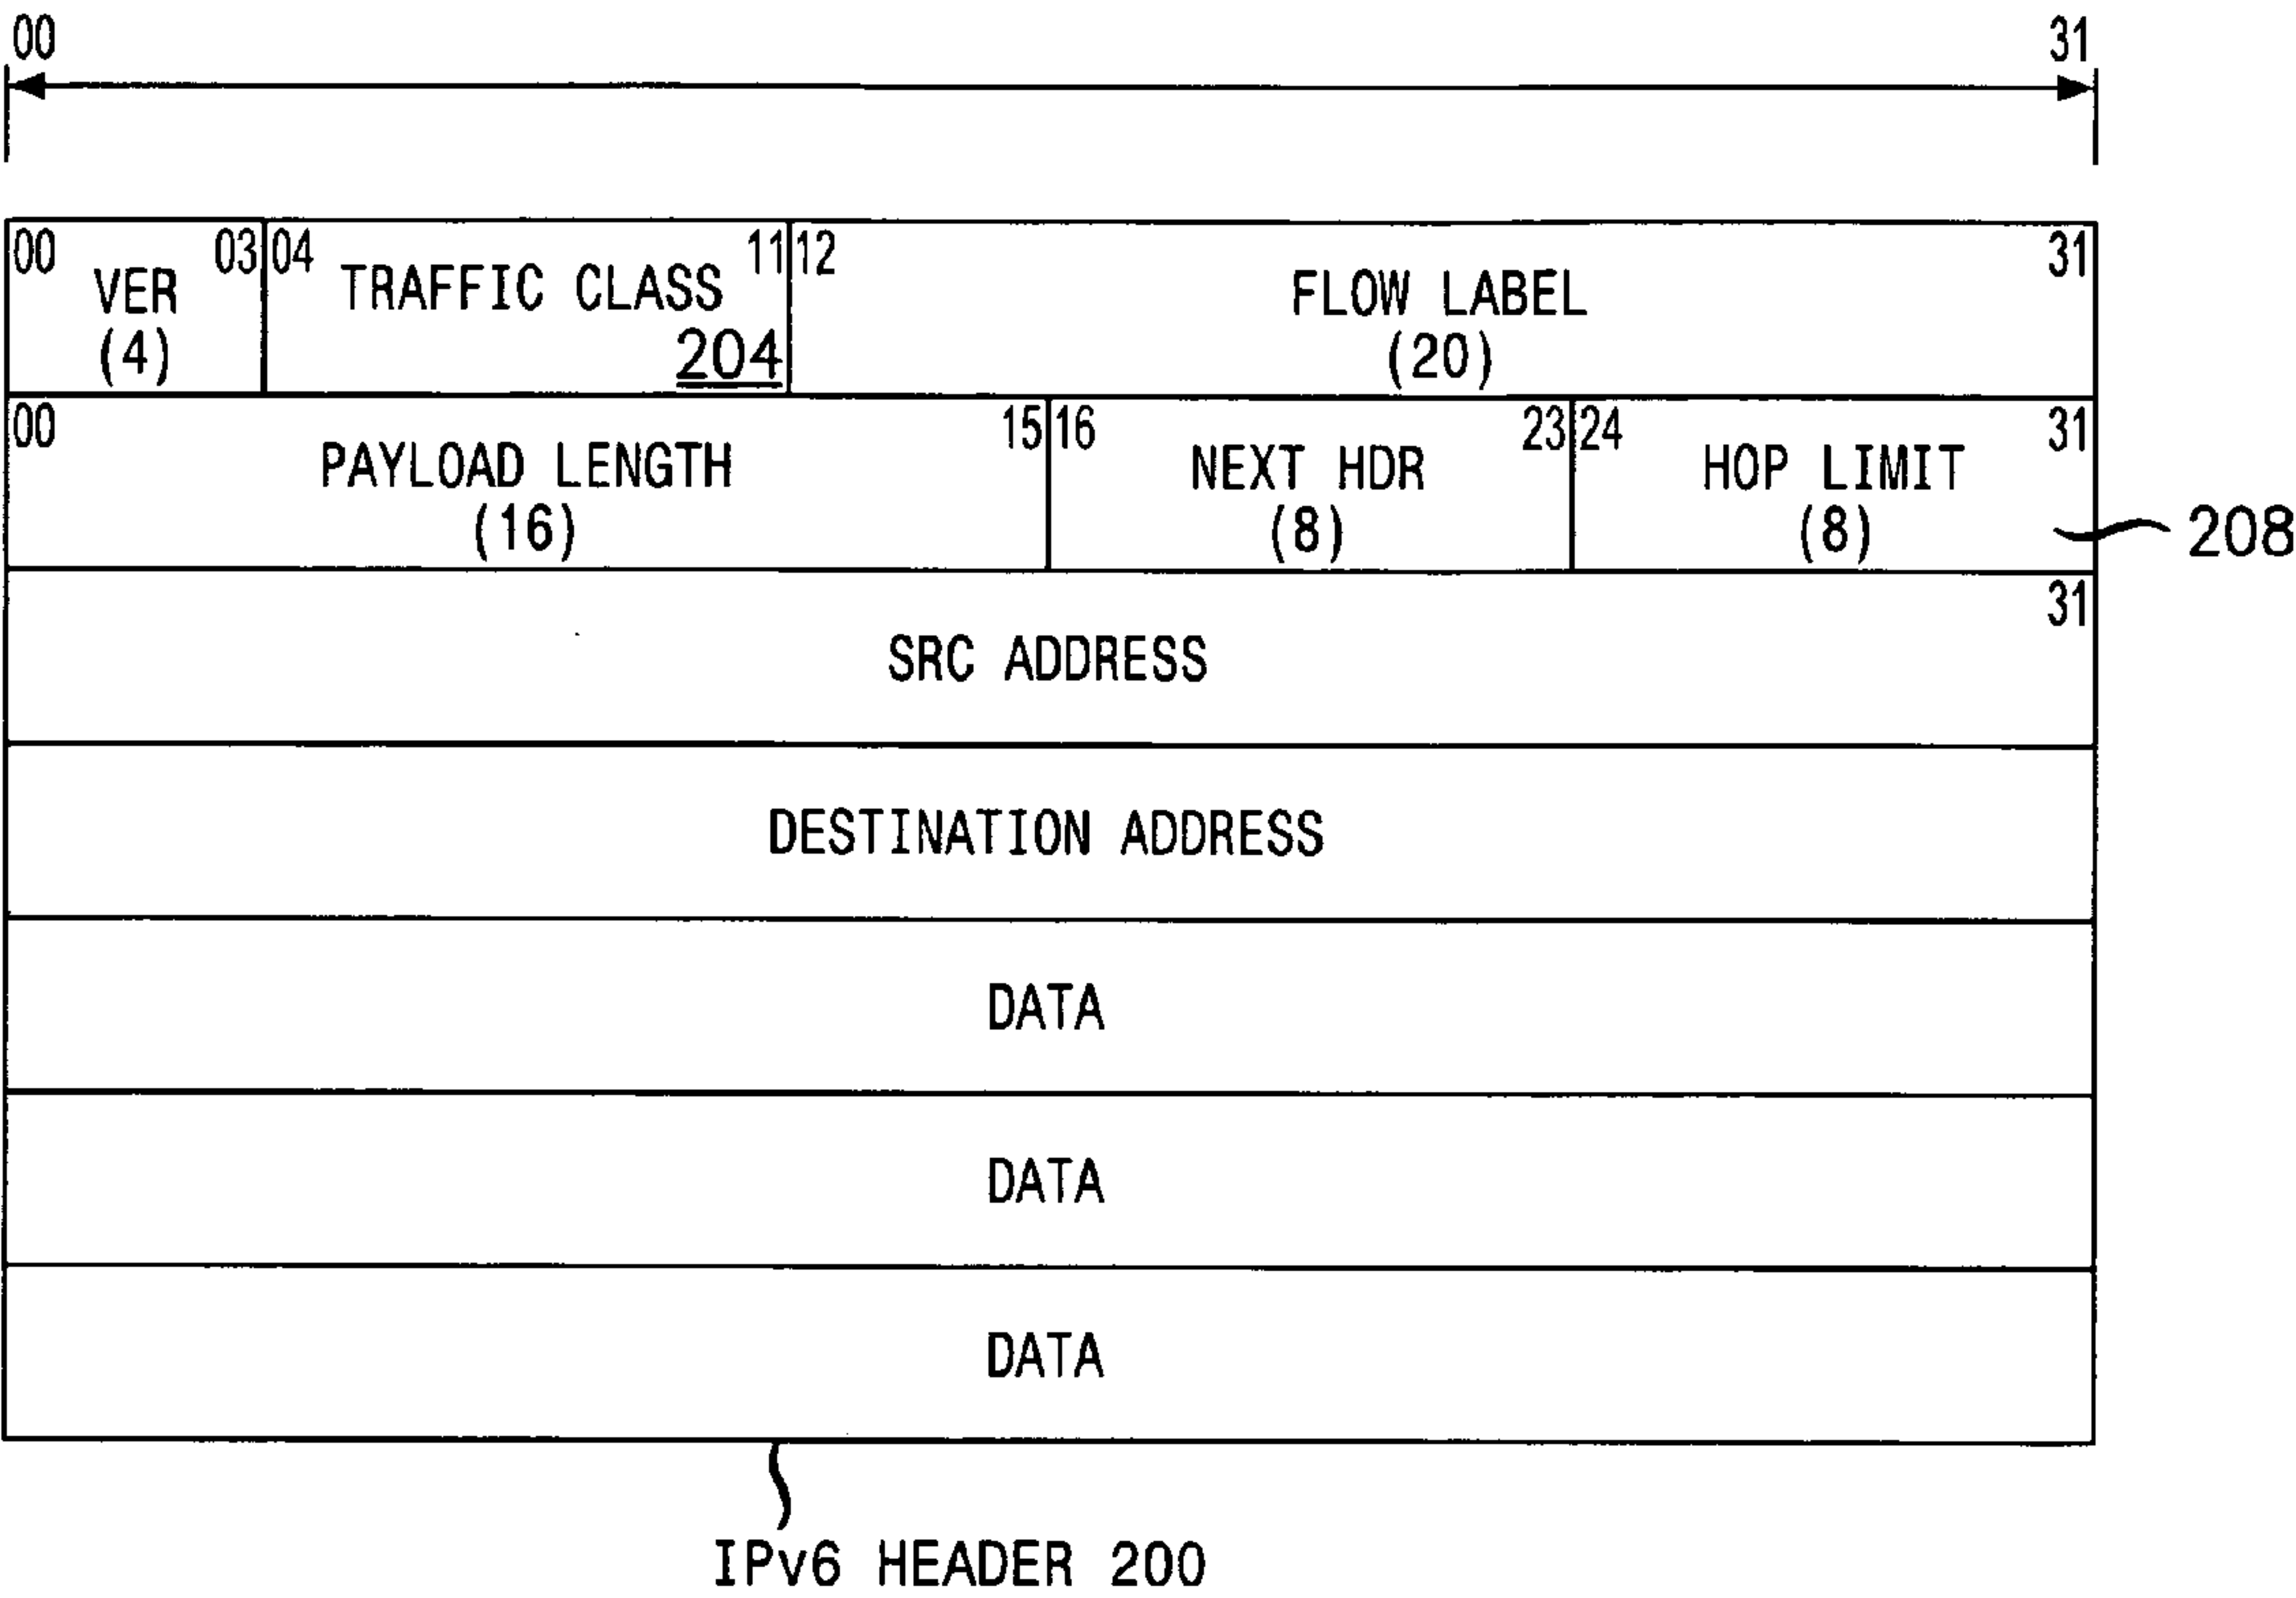 00 31
00 03 04 11 12 31
VER TRAFFIC CLASS FLOW LABEL
(4) 204 (20)
00 15 16 23 24 31
PAYLOAD LENGTH NEXT HDR HOP LIMIT
(16) (8) (8) 208
31
SRC ADDRESS
DESTINATION ADDRESS
DATA
DATA
DATA
IPv6 HEADER 200